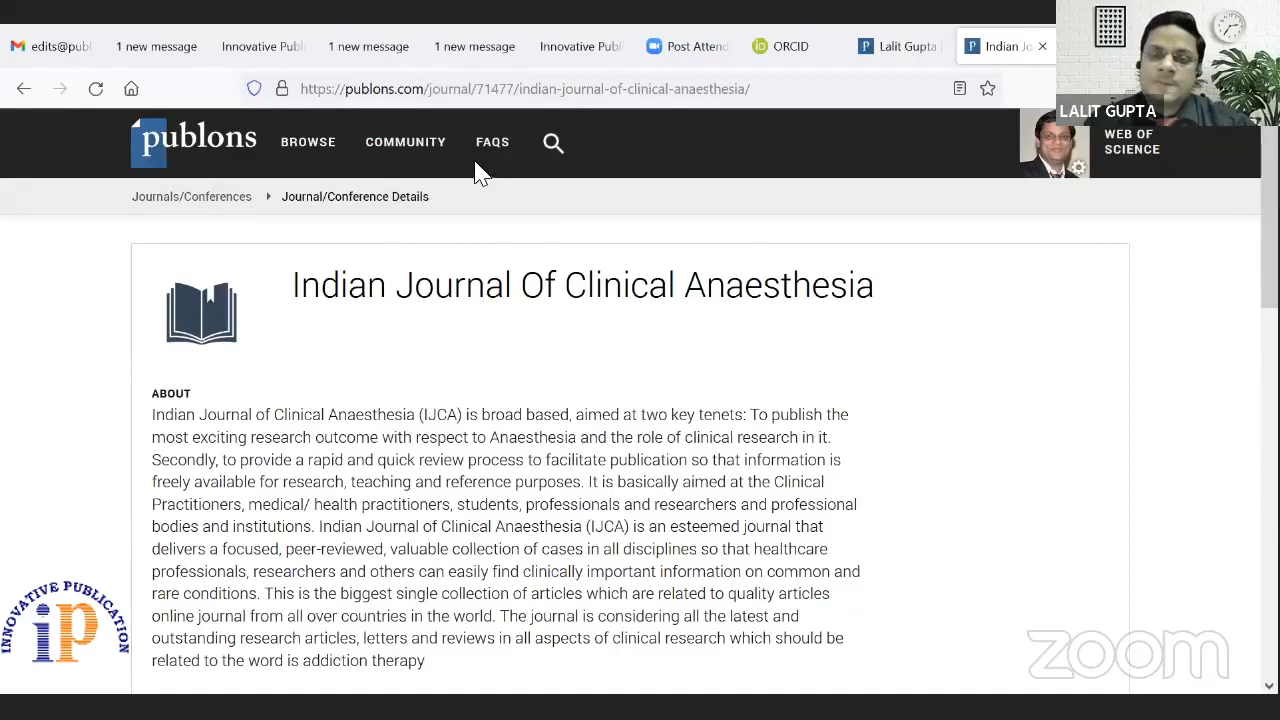 edits@publ
1 new message
Innovative Publ
1 new message
1 new message
Innovative Publ
Post Attend
ORCID
Lalit Gupta
Indian Jo
LALIT GUPTA
https://publons.com/journal/71477/indian-journal-of-clinical-anaesthesia/
publons
BROWSE
COMMUNITY
FAQS
WEB OF
SCIENCE
Journals/Conferences
Journal/Conference Details
Indian Journal Of Clinical Anaesthesia
ABOUT
Indian Journal of Clinical Anaesthesia (IJCA) is broad based, aimed at two key tenets: To publish the
most exciting research outcome with respect to Anaesthesia and the role of clinical research in it.
Secondly, to provide a rapid and quick review process to facilitate publication so that information is
freely available for research, teaching and reference purposes. It is basically aimed at the Clinical
Practitioners, medical/ health practitioners, students, professionals and researchers and professional
bodies and institutions. Indian Journal of Clinical Anaesthesia (IJCA) is an esteemed journal that
delivers a focused, peer-reviewed, valuable collection of cases in all disciplines so that healthcare
professionals, researchers and others can easily find clinically important information on common and
rare conditions. This is the biggest single collection of articles which are related to quality articles
online journal from all over countries in the world. The journal is considering all the latest and
outstanding research articles, letters and reviews in all aspects of clinical research which should be
related to the word is addiction therapy
INNOVATIVE PUBLICATION
ip
zoom